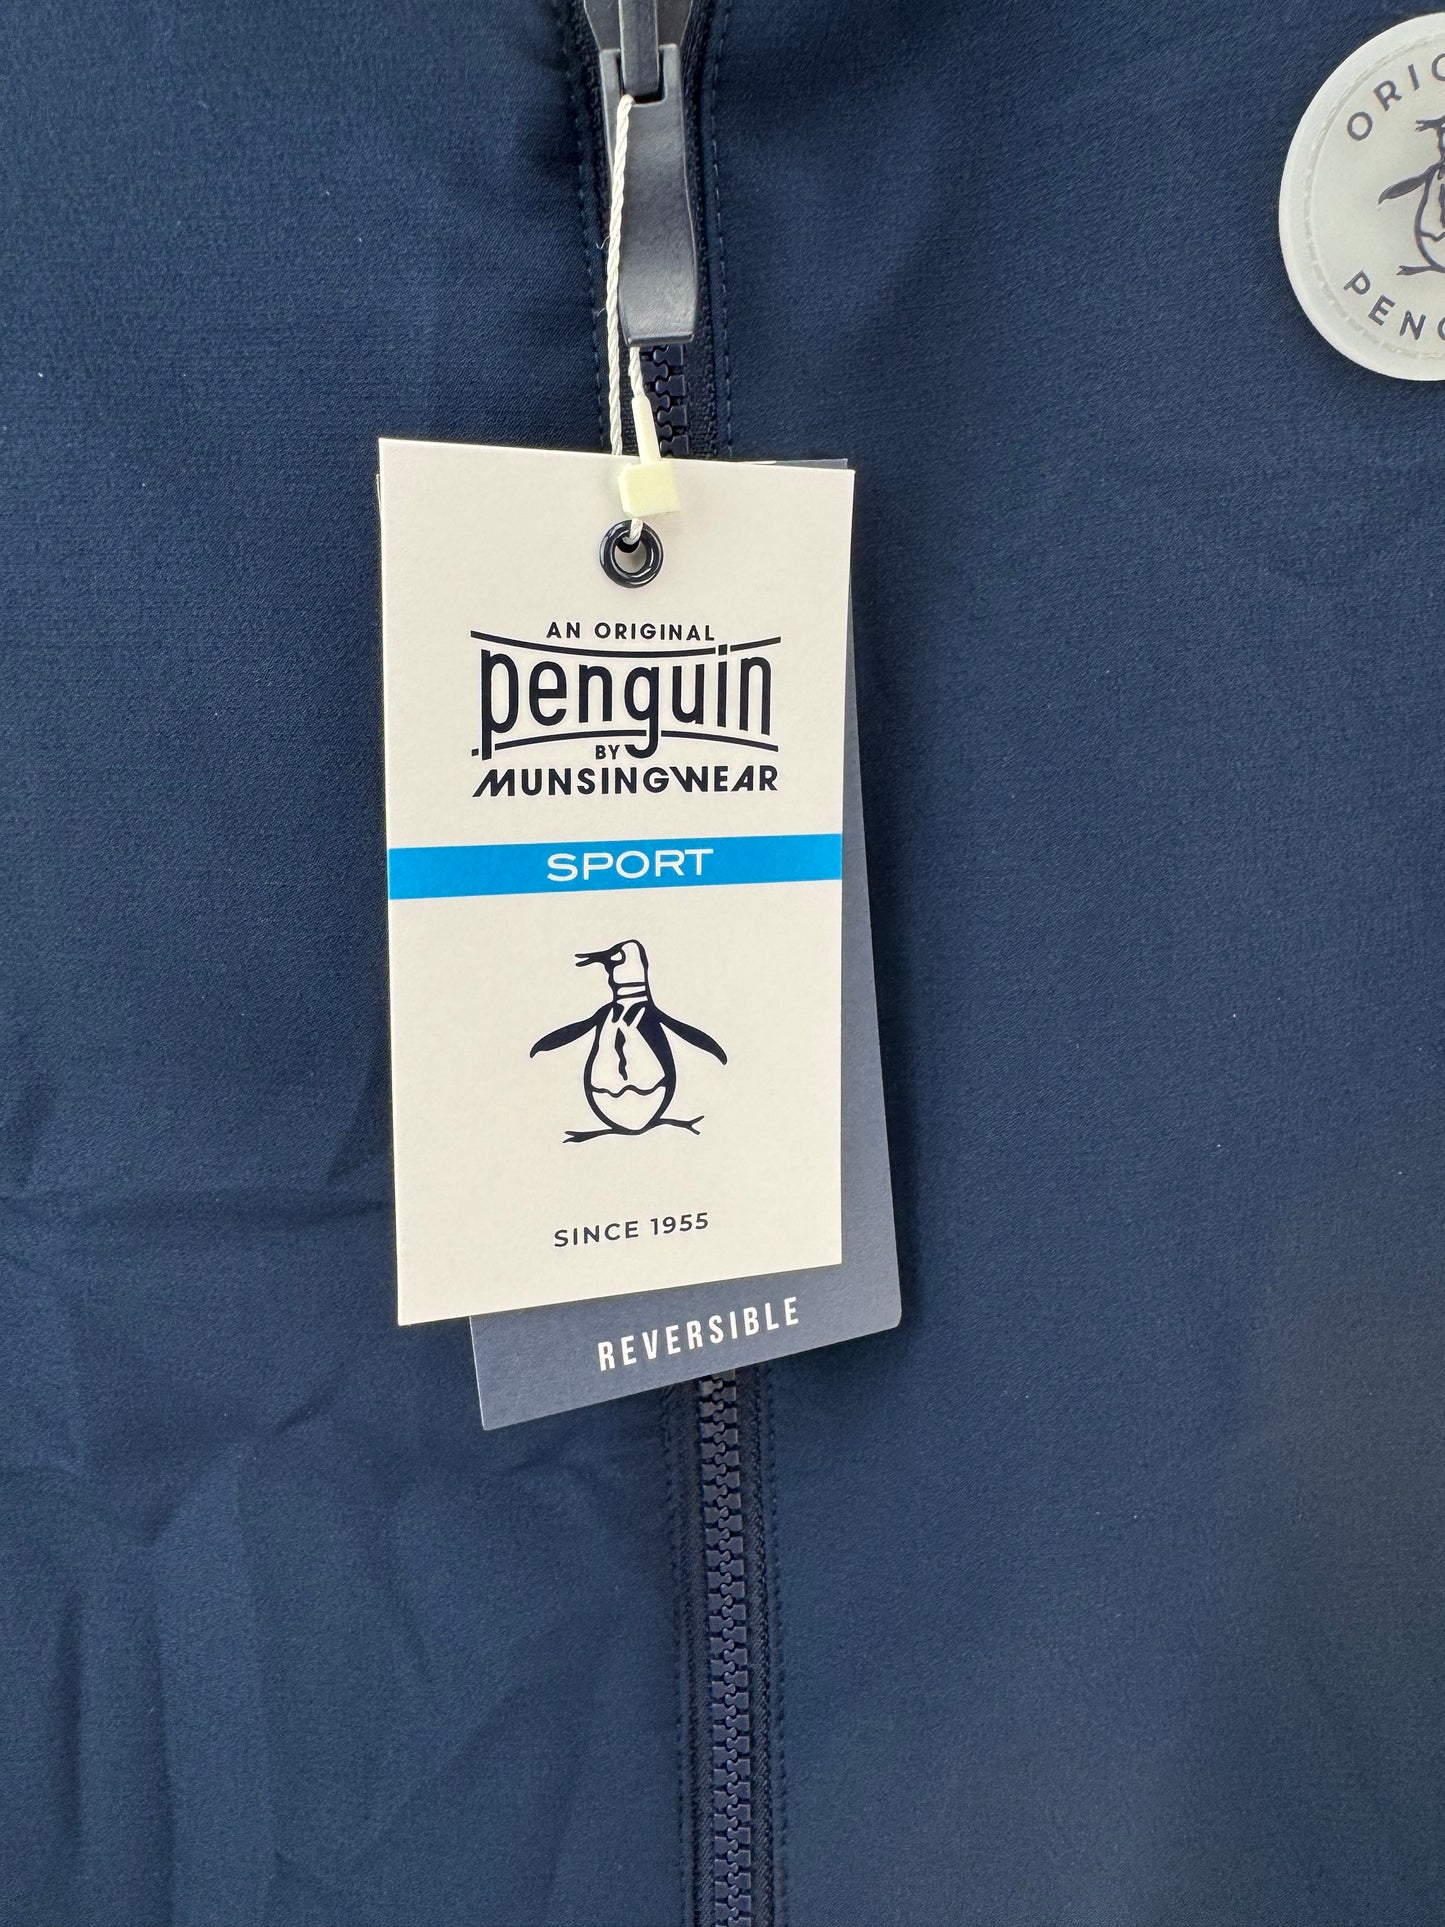 AN ORIGINAL
penguin
BY
MUNSINGWEAR
SPORT
SINCE 1955
REVERSIBLE